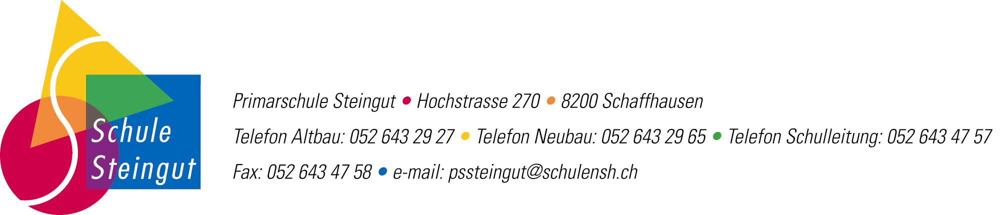 Schule
Steingut
Primarschule Steingut • Hochstrasse 270 • 8200 Schaffhausen
Telefon Altbau: 052 643 29 27 • Telefon Neubau: 052 643 29 65 • Telefon Schulleitung: 052 643 47 57
Fax: 052 643 47 58 • e-mail: pssteingut@schulensh.ch